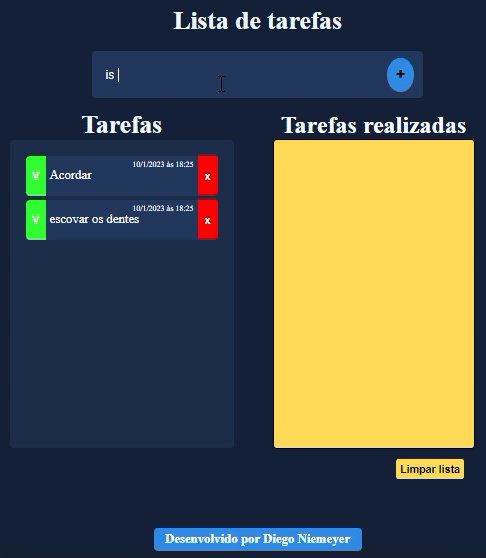 Lista de tarefas
is
+
Tarefas
Tarefas realizadas
10/1/2023 às 18:25
V Acordar x
10/1/2023 às 18:25
V escovar os dentes x
Limpar lista
Desenvolvido por Diego Niemeyer